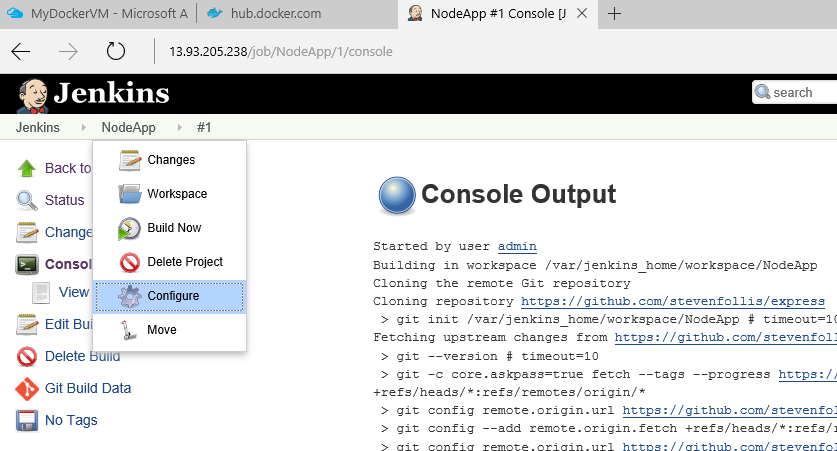 MyDockerVM - Microsoft A
hub.docker.com
NodeApp #1 Console [J
13.93.205.238/job/NodeApp/1/console
Jenkins
search
Jenkins
NodeApp
#1
Back to
Status
Change
Consol
View
Edit Bui
Delete Build
Git Build Data
No Tags
Changes
Workspace
Build Now
Delete Project
Configure
Move
Console Output
Started by user admin
Building in workspace /var/jenkins_home/workspace/NodeApp
Cloning the remote Git repository
Cloning repository https://github.com/stevenfollis/express
> git init /var/jenkins_home/workspace/NodeApp # timeout=10
Fetching upstream changes from https://github.com/stevenfoll
> git --version # timeout=10
> git -c core.askpass=true fetch --tags --progress https://
+refs/heads/*:refs/remotes/origin/*
> git config remote.origin.url https://github.com/stevenfol
> git config --add remote.origin.fetch +refs/heads/*:refs/r
> git config remote.origin.url https://github.com/stevenfol